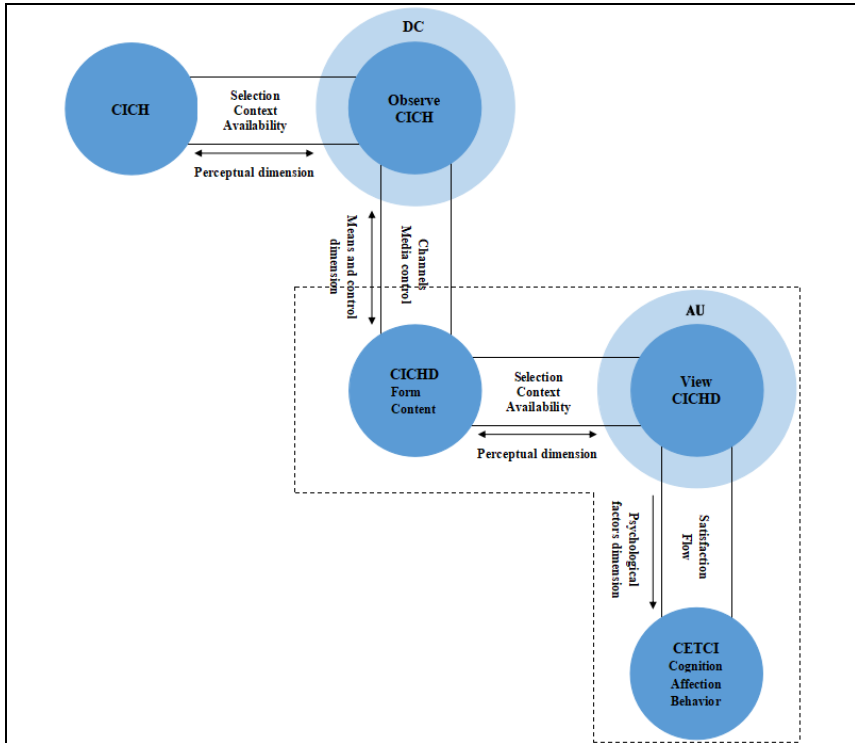 DC
CICH
Selection
Context
Availability
Observe
CICH
Perceptual dimension
Means and control
dimension
Channels
Media control
AU
CICHD
Form
Content
Selection
Context
Availability
View
CICHD
Perceptual dimension
Psychological
factors dimension
Satisfaction
Flow
CETCI
Cognition
Affection
Behavior